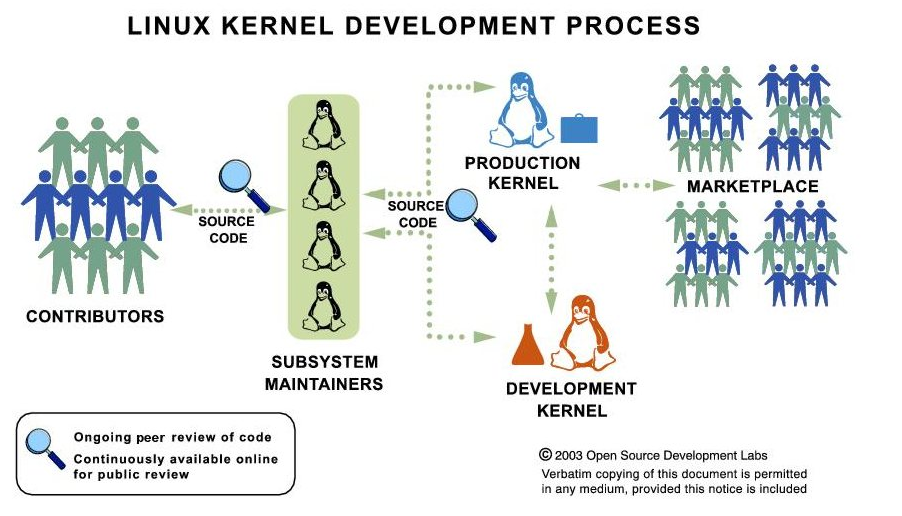 LINUX KERNEL DEVELOPMENT PROCESS
SOURCE
CODE
CONTRIBUTORS
SUBSYSTEM
MAINTAINERS
SOURCE
CODE
PRODUCTION
KERNEL
MARKETPLACE
DEVELOPMENT
KERNEL
Ongoing peer review of code
Continuously available online
for public review
© 2003 Open Source Development Labs
Verbatim copying of this document is permitted
in any medium, provided this notice is included